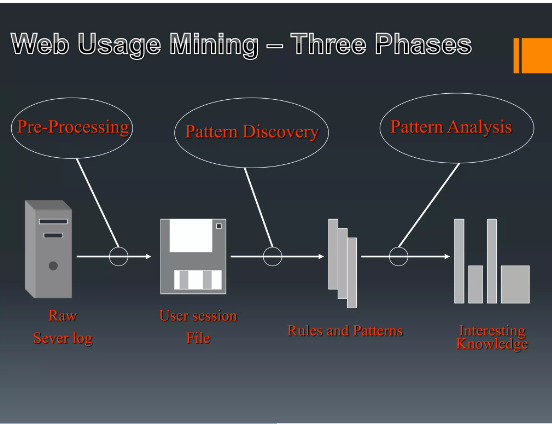 Web Usage Mining – Three Phases
Pre-Processing
Pattern Discovery
Pattern Analysis
Raw
Sever log
User session
File
Rules and Patterns
Interesting
Knowledge